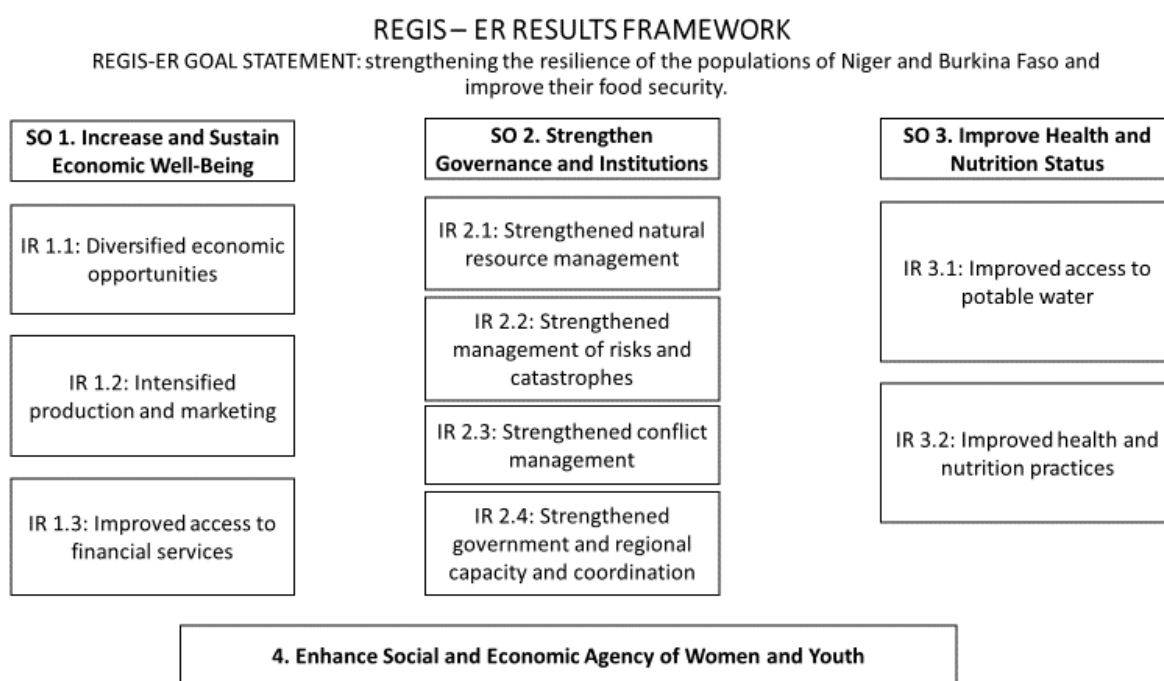 REGIS – ER RESULTS FRAMEWORK
REGIS-ER GOAL STATEMENT: strengthening the resilience of the populations of Niger and Burkina Faso and
improve their food security.
SO 1. Increase and Sustain
Economic Well-Being
IR 1.1: Diversified economic
opportunities
IR 1.2: Intensified
production and marketing
IR 1.3: Improved access to
financial services
SO 2. Strengthen
Governance and Institutions
IR 2.1: Strengthened natural
resource management
IR 2.2: Strengthened
management of risks and
catastrophes
IR 2.3: Strengthened conflict
management
IR 2.4: Strengthened
government and regional
capacity and coordination
SO 3. Improve Health and
Nutrition Status
IR 3.1: Improved access to
potable water
IR 3.2: Improved health and
nutrition practices
4. Enhance Social and Economic Agency of Women and Youth